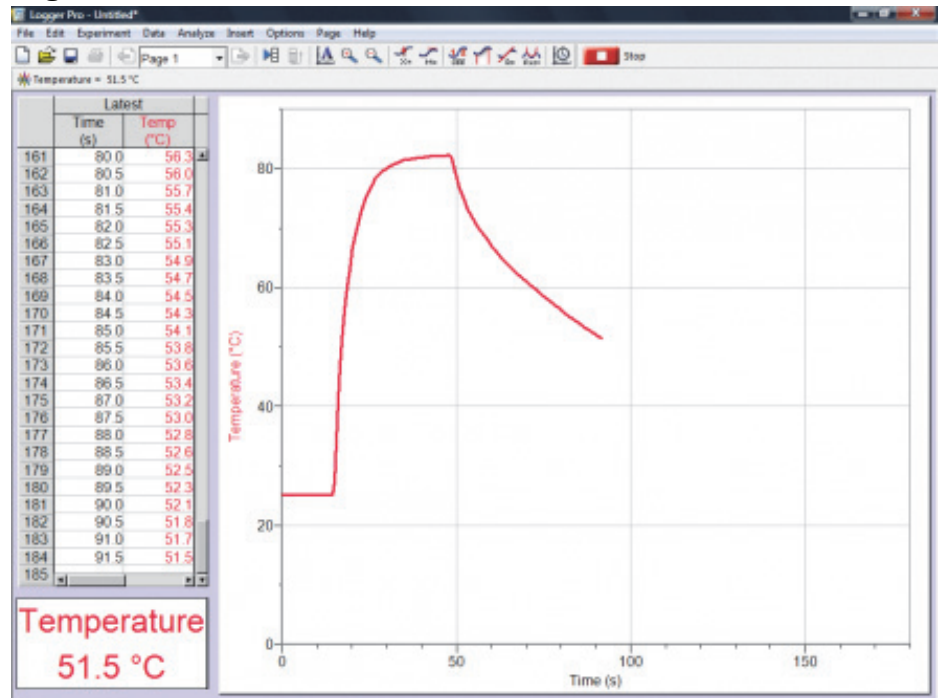 Logger Pro - Untitled*
File Edit Experiment Data Analyze Insert Options Page Help
Page 1
Stop
Temperature = 51.5 °C
Latest
Time Temp
(s) (°C)
161 80.0 56.3
162 80.5 56.0
163 81.0 55.7
164 81.5 55.4
165 82.0 55.3
166 82.5 55.1
167 83.0 54.9
168 83.5 54.7
169 84.0 54.5
170 84.5 54.3
171 85.0 54.1
172 85.5 53.8
173 86.0 53.6
174 86.5 53.4
175 87.0 53.2
176 87.5 53.0
177 88.0 52.8
178 88.5 52.6
179 89.0 52.5
180 89.5 52.3
181 90.0 52.1
182 90.5 51.8
183 91.0 51.7
184 91.5 51.5
185
Temperature
51.5 °C
Temperature (°C)
80
60
40
20
0
0 50 100 150
Time (s)